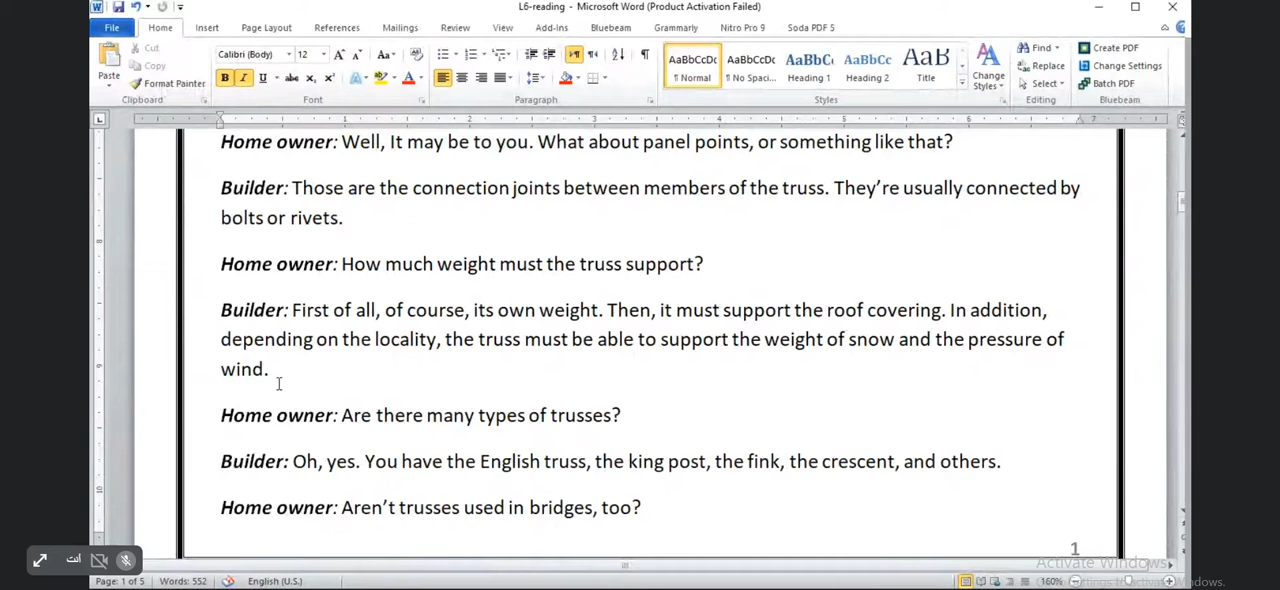 L6-reading - Microsoft Word (Product Activation Failed)
File Home Insert Page Layout References Mailings Review View Add-Ins Bluebeam Grammarly Nitro Pro 9 Soda PDF 5
Paste
Cut
Copy
Format Painter
Clipboard
Calibri (Body) 12
Font
Paragraph
AaBbCcDc AaBbCcDc AaBbC AaBbCc AaB
¶ Normal ¶ No Spaci... Heading 1 Heading 2 Title
Change
Styles
Styles
Find
Replace
Select
Editing
Create PDF
Change Settings
Batch PDF
Bluebeam
1 2 3 4 5 6 7
Home owner: Well, It may be to you. What about panel points, or something like that?
Builder: Those are the connection joints between members of the truss. They’re usually connected by
bolts or rivets.
Home owner: How much weight must the truss support?
Builder: First of all, of course, its own weight. Then, it must support the roof covering. In addition,
depending on the locality, the truss must be able to support the weight of snow and the pressure of
wind.
Home owner: Are there many types of trusses?
Builder: Oh, yes. You have the English truss, the king post, the fink, the crescent, and others.
Home owner: Aren’t trusses used in bridges, too?
1
انت
Activate Windows
Page: 1 of 5 Words: 552 English (U.S.) 160%